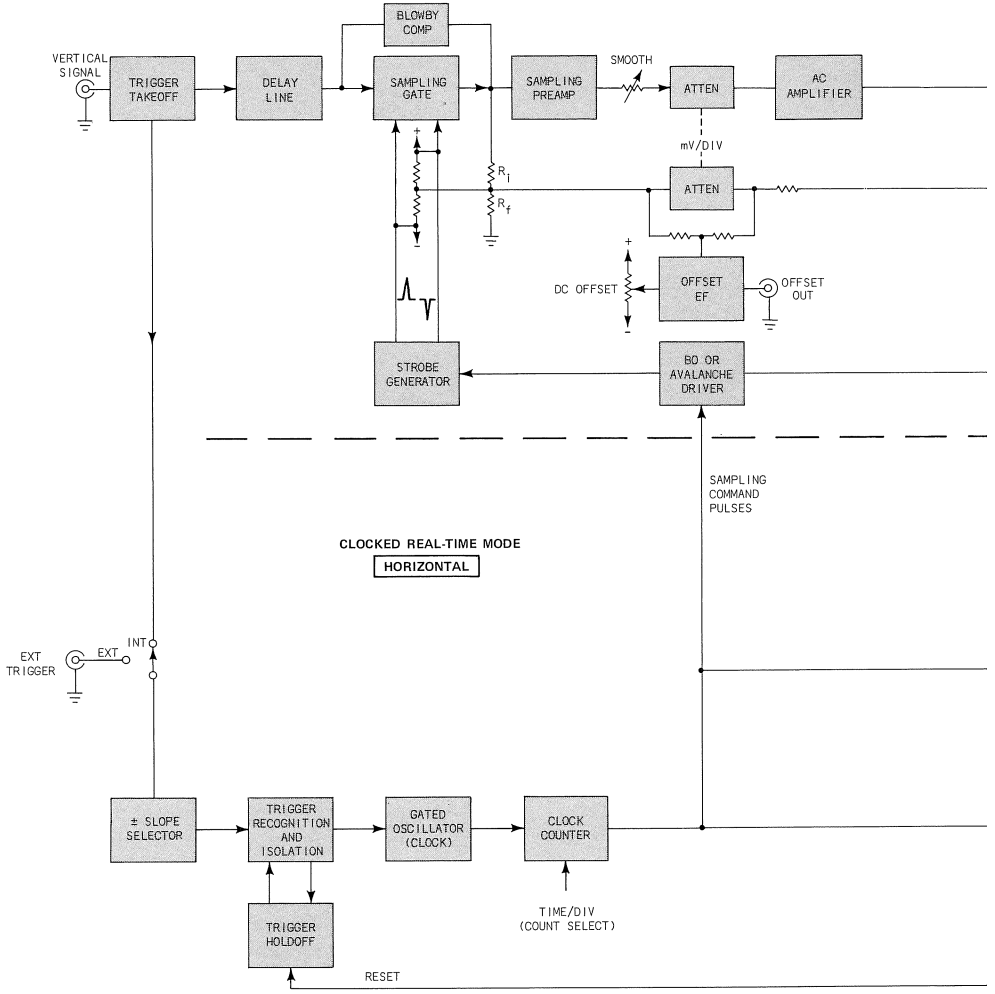 BLOWBY
COMP
VERTICAL
SIGNAL
TRIGGER
TAKEOFF
DELAY
LINE
SAMPLING
GATE
SAMPLING
PREAMP
SMOOTH
ATTEN
AC
AMPLIFIER
mV/DIV
ATTEN
+
Ri
Rf
−
+
DC OFFSET
−
OFFSET
EF
OFFSET
OUT
STROBE
GENERATOR
BO OR
AVALANCHE
DRIVER
SAMPLING
COMMAND
PULSES
CLOCKED REAL-TIME MODE
HORIZONTAL
INT
EXT
EXT
TRIGGER
± SLOPE
SELECTOR
TRIGGER
RECOGNITION
AND
ISOLATION
GATED
OSCILLATOR
(CLOCK)
CLOCK
COUNTER
TIME/DIV
(COUNT SELECT)
TRIGGER
HOLDOFF
RESET